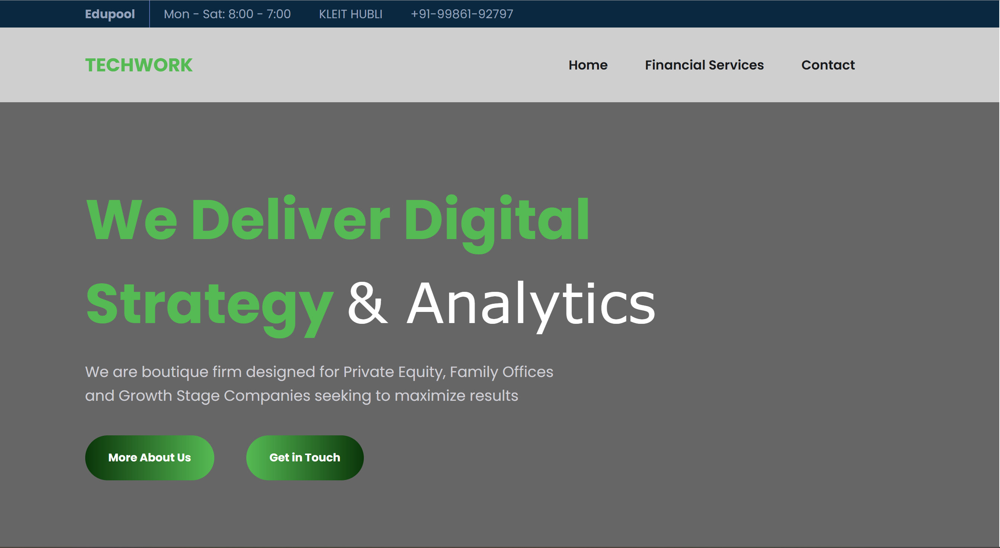 Edupool Mon - Sat: 8:00 - 7:00 KLEIT HUBLI +91-99861-92797
TECHWORK Home Financial Services Contact
We Deliver Digital
Strategy & Analytics
We are boutique firm designed for Private Equity, Family Offices
and Growth Stage Companies seeking to maximize results
More About Us Get in Touch